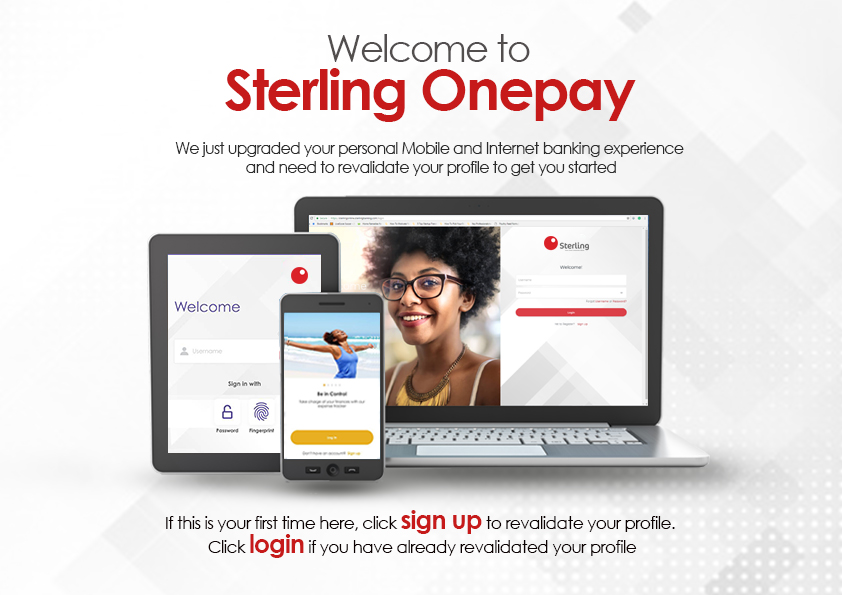 Welcome to
Sterling Onepay
We just upgraded your personal Mobile and Internet banking experience
and need to revalidate your profile to get you started
Sterling
Welcome!
Username
Password
Login
Sign up
Welcome
Username
Sign in with
Password Fingerprint
Be In Control
Take charge of your finances with our
expense tracker
Log in
Don't have an account? Sign up
If this is your first time here, click sign up to revalidate your profile.
Click login if you have already revalidated your profile